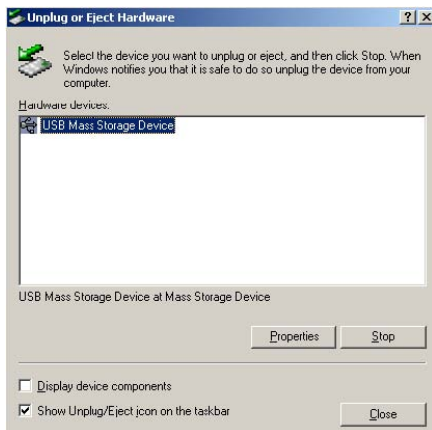 Unplug or Eject Hardware
Select the device you want to unplug or eject, and then click Stop. When
Windows notifies you that it is safe to do so unplug the device from your
computer.
Hardware devices:
USB Mass Storage Device
USB Mass Storage Device at Mass Storage Device
Properties
Stop
Display device components
Show Unplug/Eject icon on the taskbar
Close